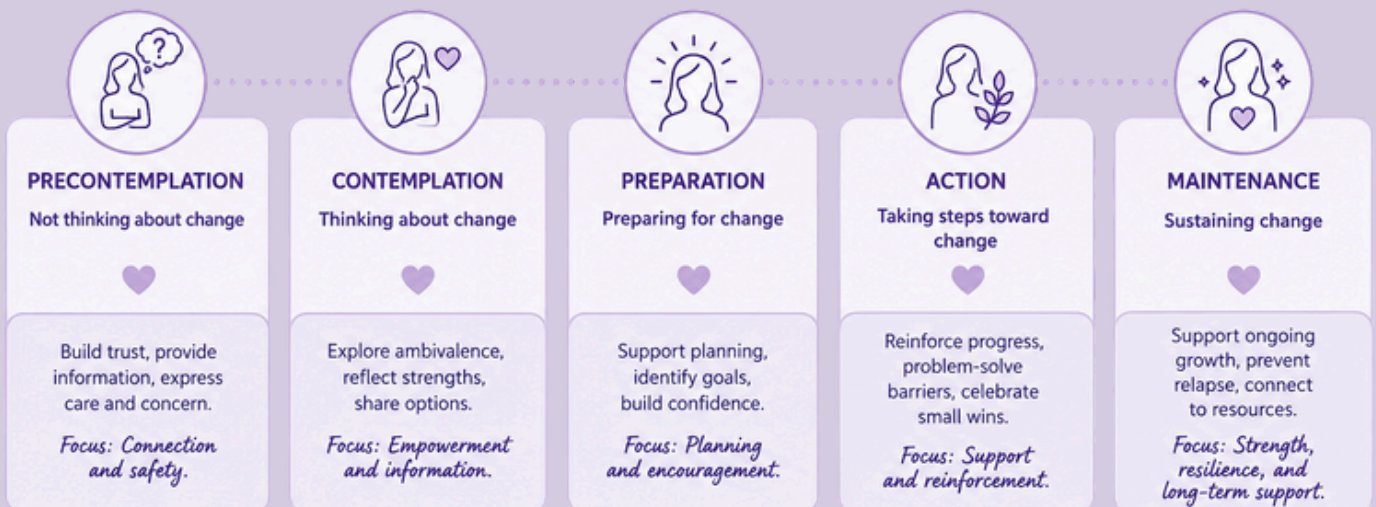 ?
PRECONTEMPLATION
Not thinking about change
Build trust, provide
information, express
care and concern.
Focus: Connection
and safety.
CONTEMPLATION
Thinking about change
Explore ambivalence,
reflect strengths,
share options.
Focus: Empowerment
and information.
PREPARATION
Preparing for change
Support planning,
identify goals,
build confidence.
Focus: Planning
and encouragement.
ACTION
Taking steps toward
change
Reinforce progress,
problem-solve
barriers, celebrate
small wins.
Focus: Support
and reinforcement.
MAINTENANCE
Sustaining change
Support ongoing
growth, prevent
relapse, connect
to resources.
Focus: Strength,
resilience, and
long-term support.